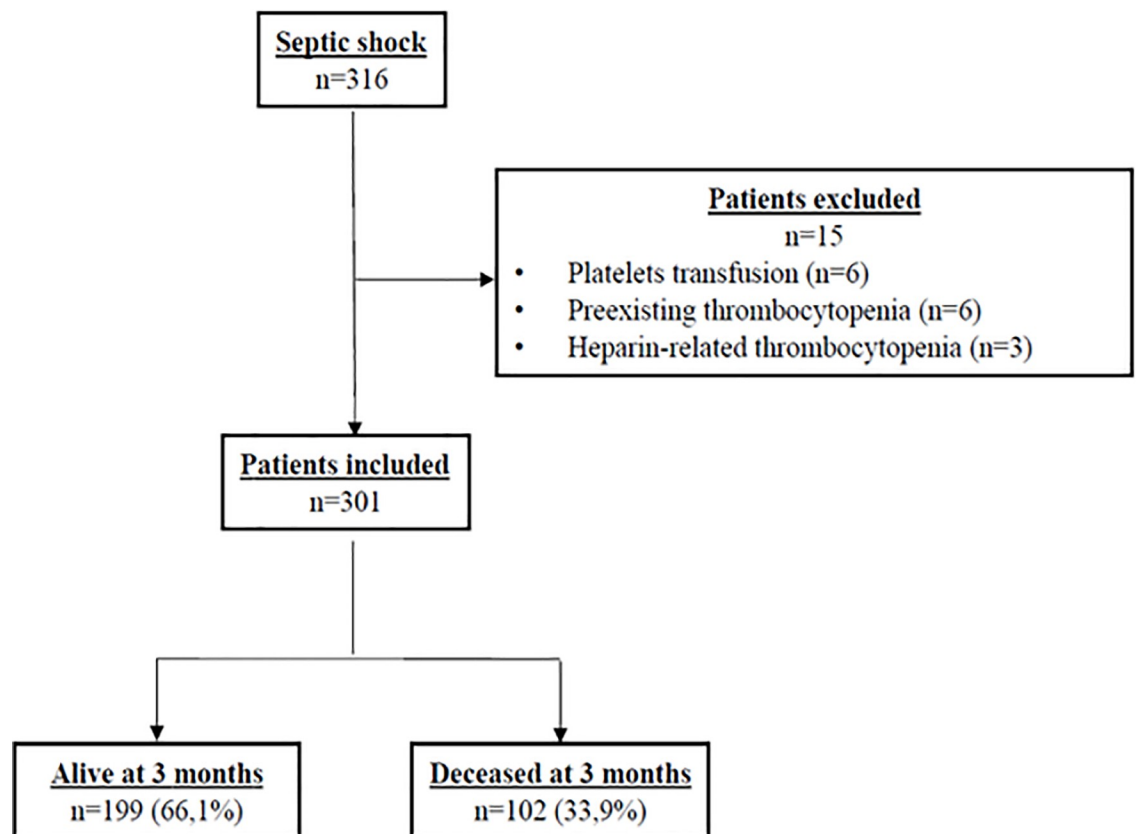 Septic shock
n=316
Patients excluded
n=15
• Platelets transfusion (n=6)
• Preexisting thrombocytopenia (n=6)
• Heparin-related thrombocytopenia (n=3)
Patients included
n=301
Alive at 3 months
n=199 (66,1%)
Deceased at 3 months
n=102 (33,9%)